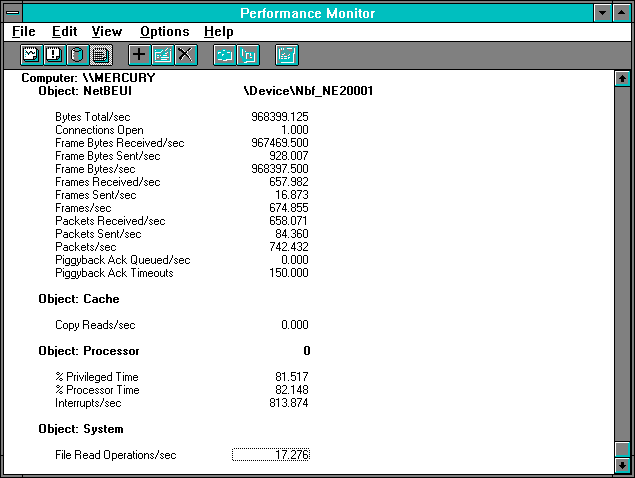 Performance Monitor
File Edit View Options Help
Computer: \\MERCURY
Object: NetBEUI \Device\Nbf_NE20001
Bytes Total/sec 968399.125
Connections Open 1.000
Frame Bytes Received/sec 967469.500
Frame Bytes Sent/sec 928.007
Frame Bytes/sec 968397.500
Frames Received/sec 657.982
Frames Sent/sec 16.873
Frames/sec 674.855
Packets Received/sec 658.071
Packets Sent/sec 84.360
Packets/sec 742.432
Piggyback Ack Queued/sec 0.000
Piggyback Ack Timeouts 150.000
Object: Cache
Copy Reads/sec 0.000
Object: Processor 0
% Privileged Time 81.517
% Processor Time 82.148
Interrupts/sec 813.874
Object: System
File Read Operations/sec 17.276